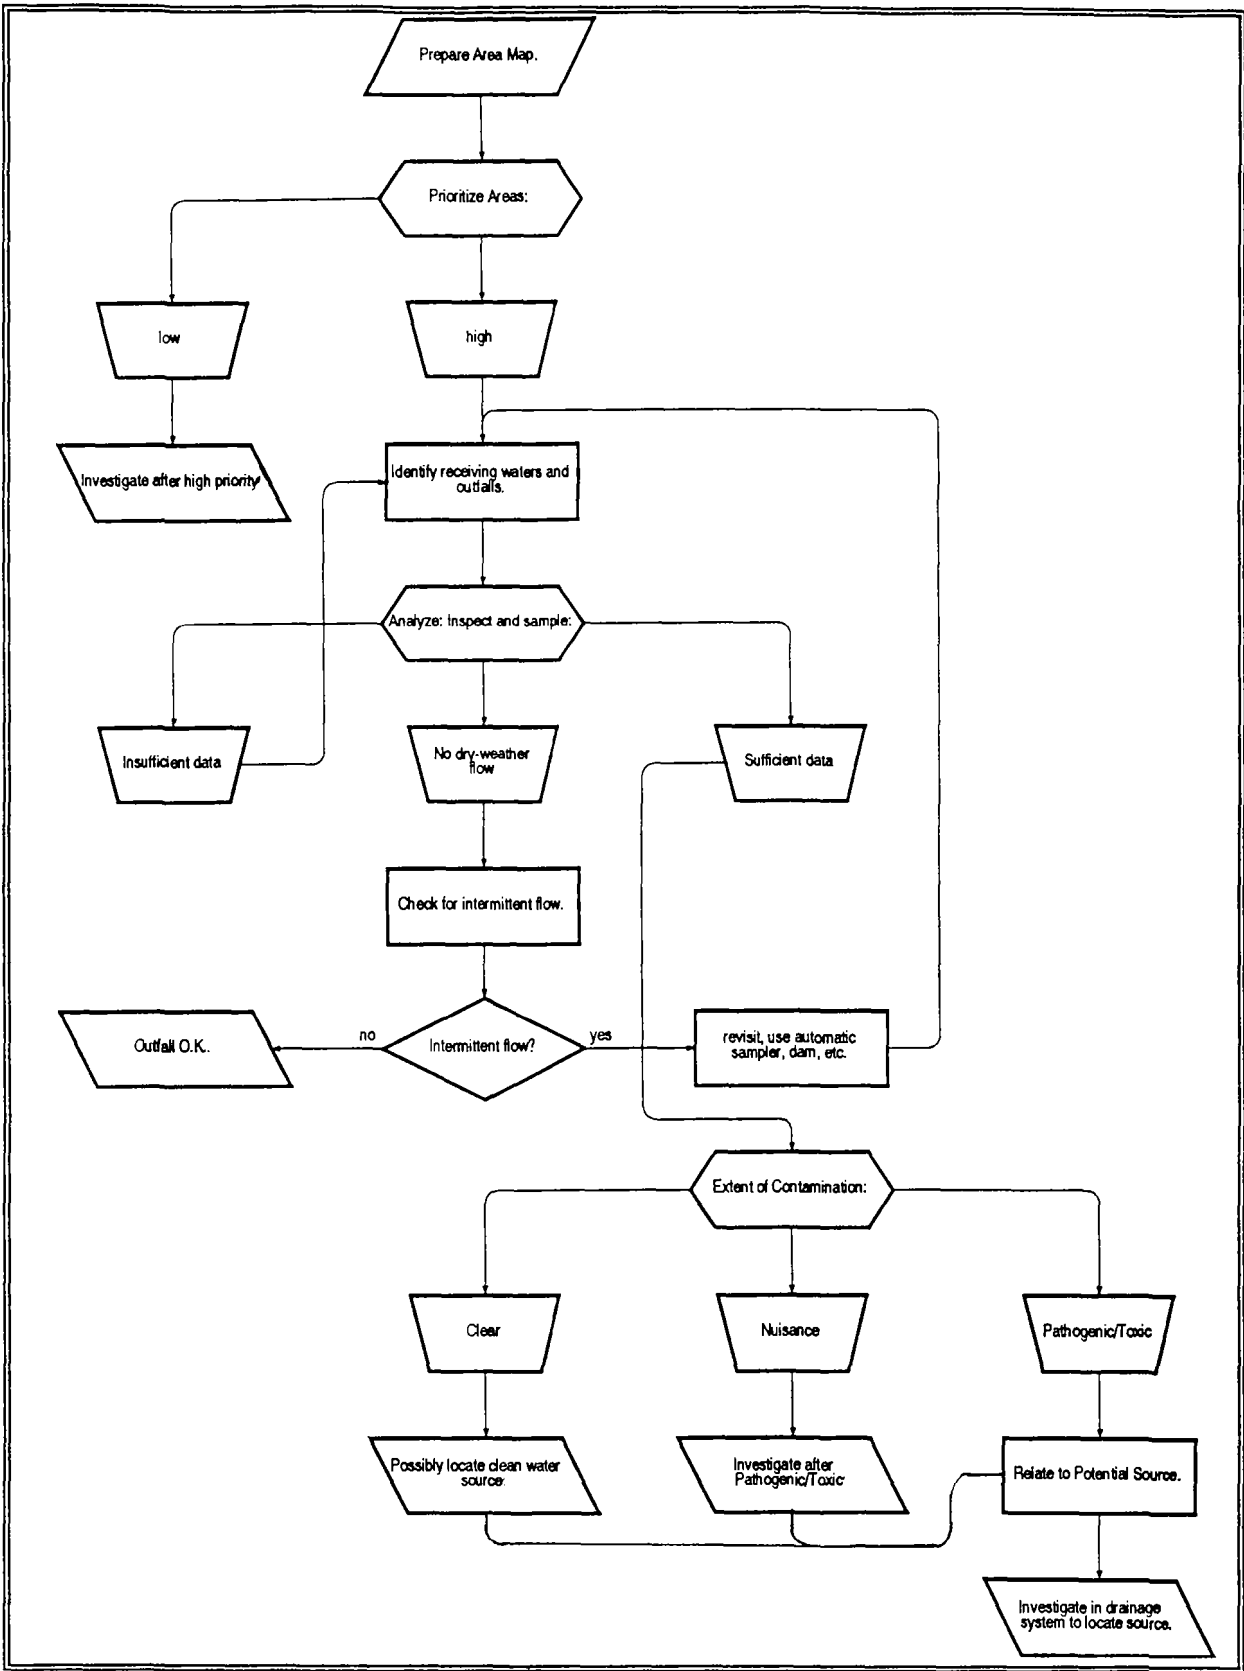 Prepare Area Map.
Prioritize Areas:
low
high
Investigate after high priority
Identify receiving waters and
outfalls.
Analyze: Inspect and sample:
Insufficient data
No dry-weather
flow
Sufficient data
Check for intermittent flow.
Outfall O.K.
no
Intermittent flow?
yes
revisit, use automatic
sampler, dam, etc.
Extent of Contamination:
Clear
Nuisance
Pathogenic/Toxic
Possibly locate clean water
source.
Investigate after
Pathogenic/Toxic
Relate to Potential Source.
Investigate in drainage
system to locate source.